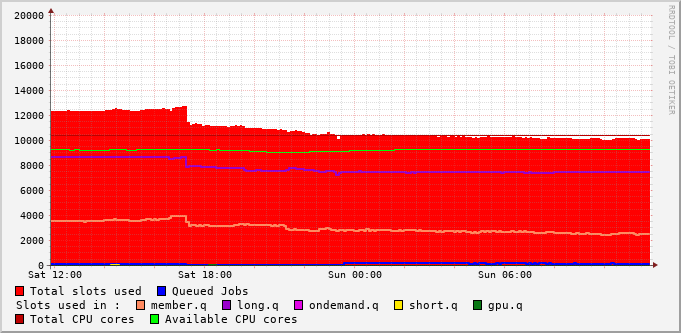 20000
18000
16000
14000
12000
10000
8000
6000
4000
2000
0
Sat 12:00 Sat 18:00 Sun 00:00 Sun 06:00
Total slots used Queued Jobs
Slots used in : member.q long.q ondemand.q short.q gpu.q
Total CPU cores Available CPU cores
RRDTOOL / TOBI OETIKER